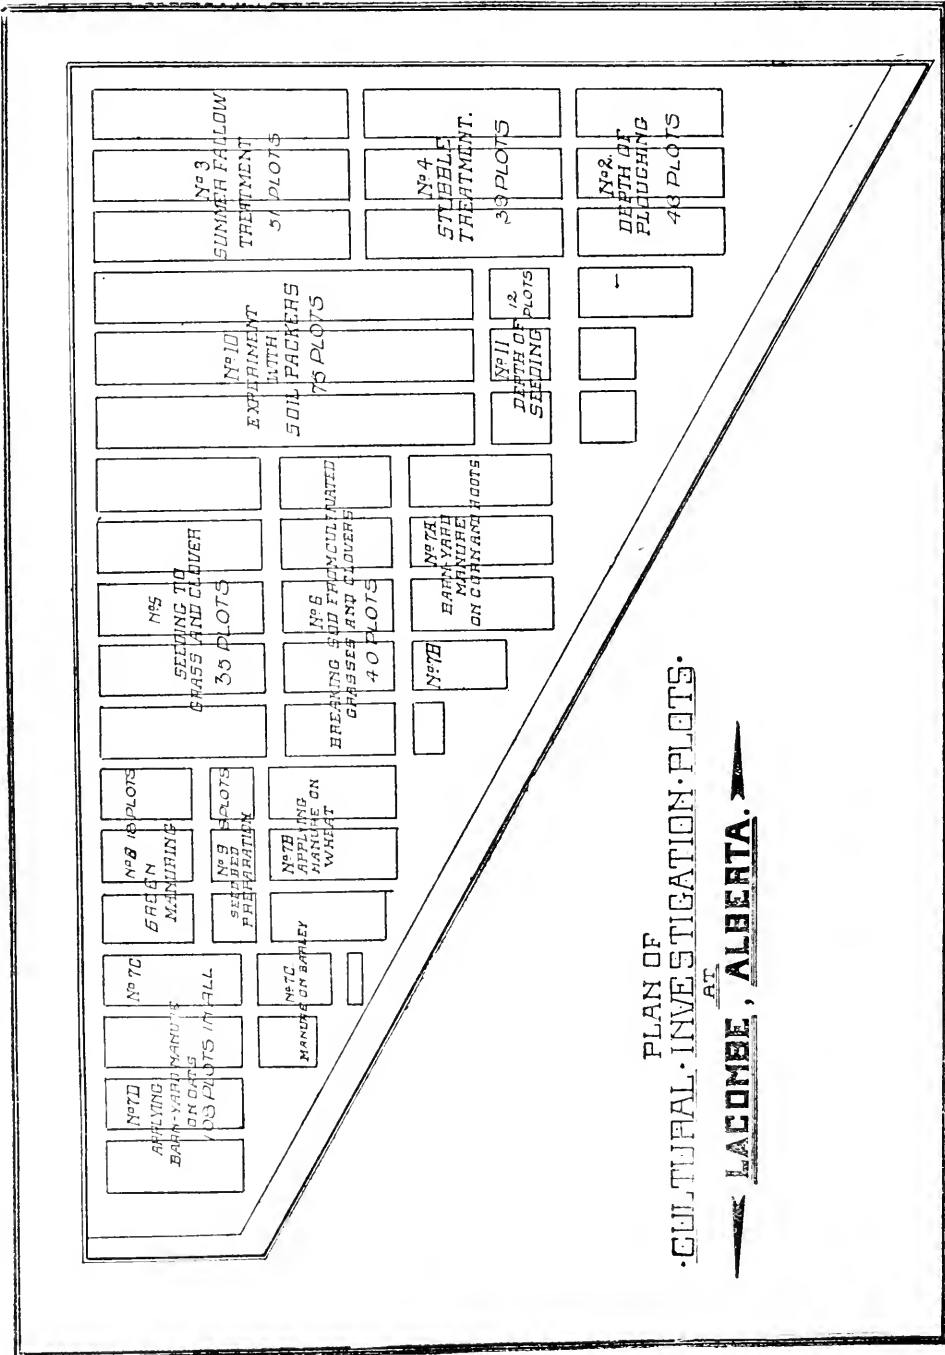 Nº 3
SUMMER FALLOW
TREATMENT
51 PLOTS
Nº 4
STUBBLE
TREATMENT.
39 PLOTS
Nº 2.
DEPTH OF
PLOUGHING
48 PLOTS
Nº 10
EXPERIMENT
WITH
SOIL PACKERS
75 PLOTS
Nº 11
DEPTH OF
SEEDING
12
PLOTS
1
Nº 5
SEEDING TO
GRASS AND CLOVER
35 PLOTS
Nº 6
BREAKING SOD FROM CULTIVATED
GRASSES AND CLOVERS
40 PLOTS
Nº 7A
BARN-YARD
MANURE
ON CORN AND ROOTS
Nº 7B
Nº 8 18 PLOTS
GREEN
MANURING
Nº 9 9 PLOTS
SEED BED
PREPARATION
Nº 7B
APPLYING
MANURE ON
WHEAT
Nº 7C
Nº 7C
MANURE ON BARLEY
Nº 7D
APPLYING
BARN-YARD MANURE
ON OATS
PLOTS IN ALL
PLAN OF
·CULTURAL·INVESTIGATION·PLOTS·
AT
LACOMBE, ALBERTA.